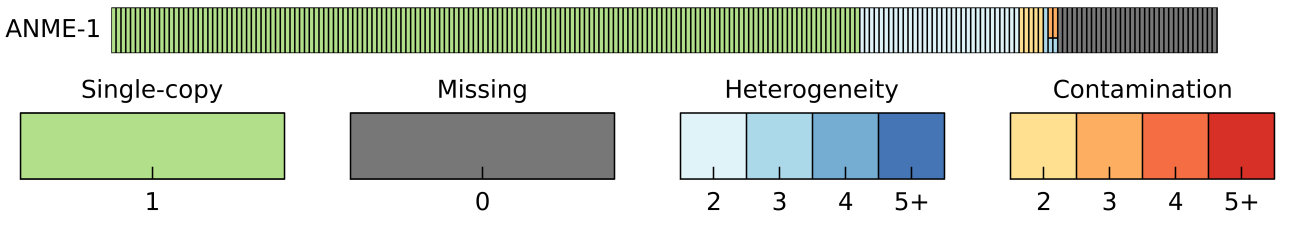 ANME-1
Single-copy Missing Heterogeneity Contamination
1 0 2 3 4 5+ 2 3 4 5+